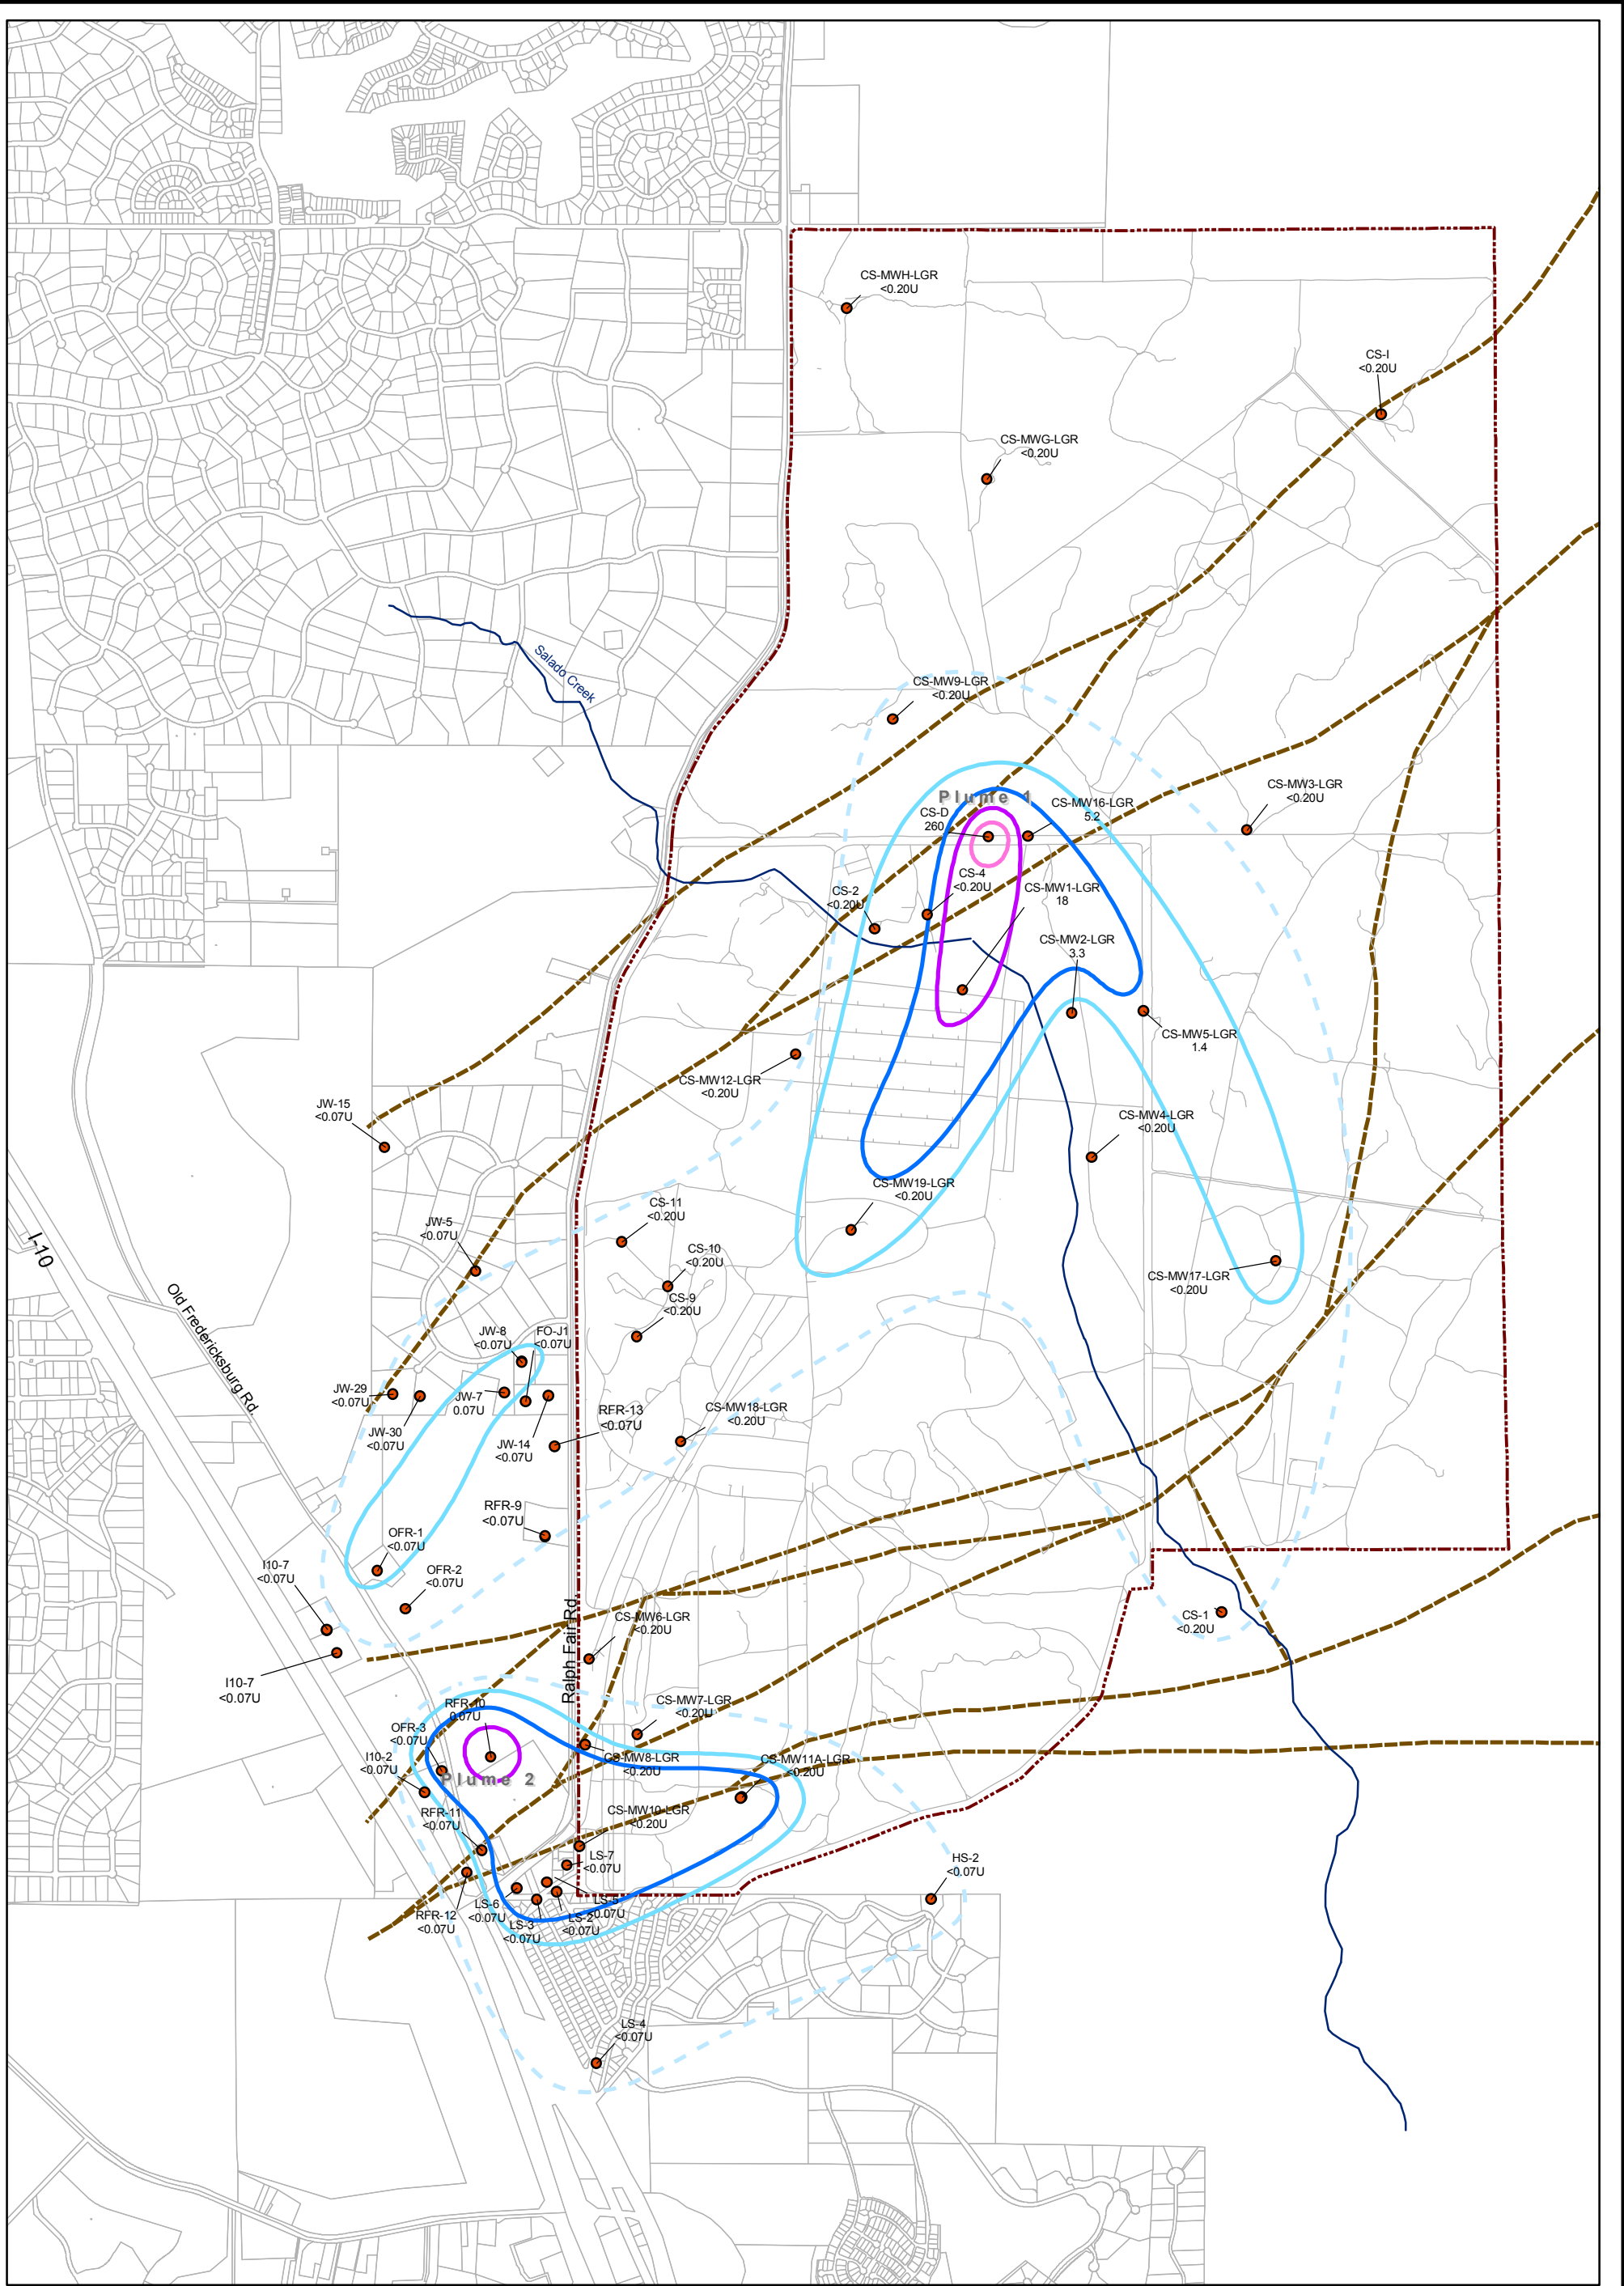 CS-MWH-LGR
<0.20U
CS-I
<0.20U
CS-MWG-LGR
<0.20U
Salado Creek
CS-MW9-LGR
<0.20U
Plume 1
CS-D
260
CS-MW16-LGR
5.2
CS-MW3-LGR
<0.20U
CS-2
<0.20U
CS-4
<0.20U
CS-MW1-LGR
18
CS-MW2-LGR
3.3
CS-MW5-LGR
1.4
CS-MW12-LGR
<0.20U
JW-15
<0.07U
CS-MW4-LGR
<0.20U
CS-MW19-LGR
<0.20U
CS-11
<0.20U
JW-5
<0.07U
I-10
CS-10
<0.20U
CS-9
<0.20U
CS-MW17-LGR
<0.20U
Old Fredericksburg Rd.
JW-8
<0.07U
FO-J1
<0.07U
JW-29
<0.07U
JW-7
0.07U
JW-30
<0.07U
JW-14
<0.07U
RFR-13
<0.07U
CS-MW18-LGR
<0.20U
RFR-9
<0.07U
OFR-1
<0.07U
OFR-2
<0.07U
I10-7
<0.07U
CS-1
<0.20U
Ralph Fair Rd.
CS-MW6-LGR
<0.20U
I10-7
<0.07U
RFR-10
0.07U
CS-MW7-LGR
<0.20U
OFR-3
<0.07U
I10-2
<0.07U
CS-MW8-LGR
<0.20U
CS-MW11A-LGR
<0.20U
Plume 2
RFR-11
<0.07U
CS-MW10-LGR
<0.20U
LS-7
<0.07U
HS-2
<0.07U
RFR-12
<0.07U
LS-6
<0.07U
LS-5
<0.07U
LS-3
<0.07U
LS-2
<0.07U
LS-4
<0.07U